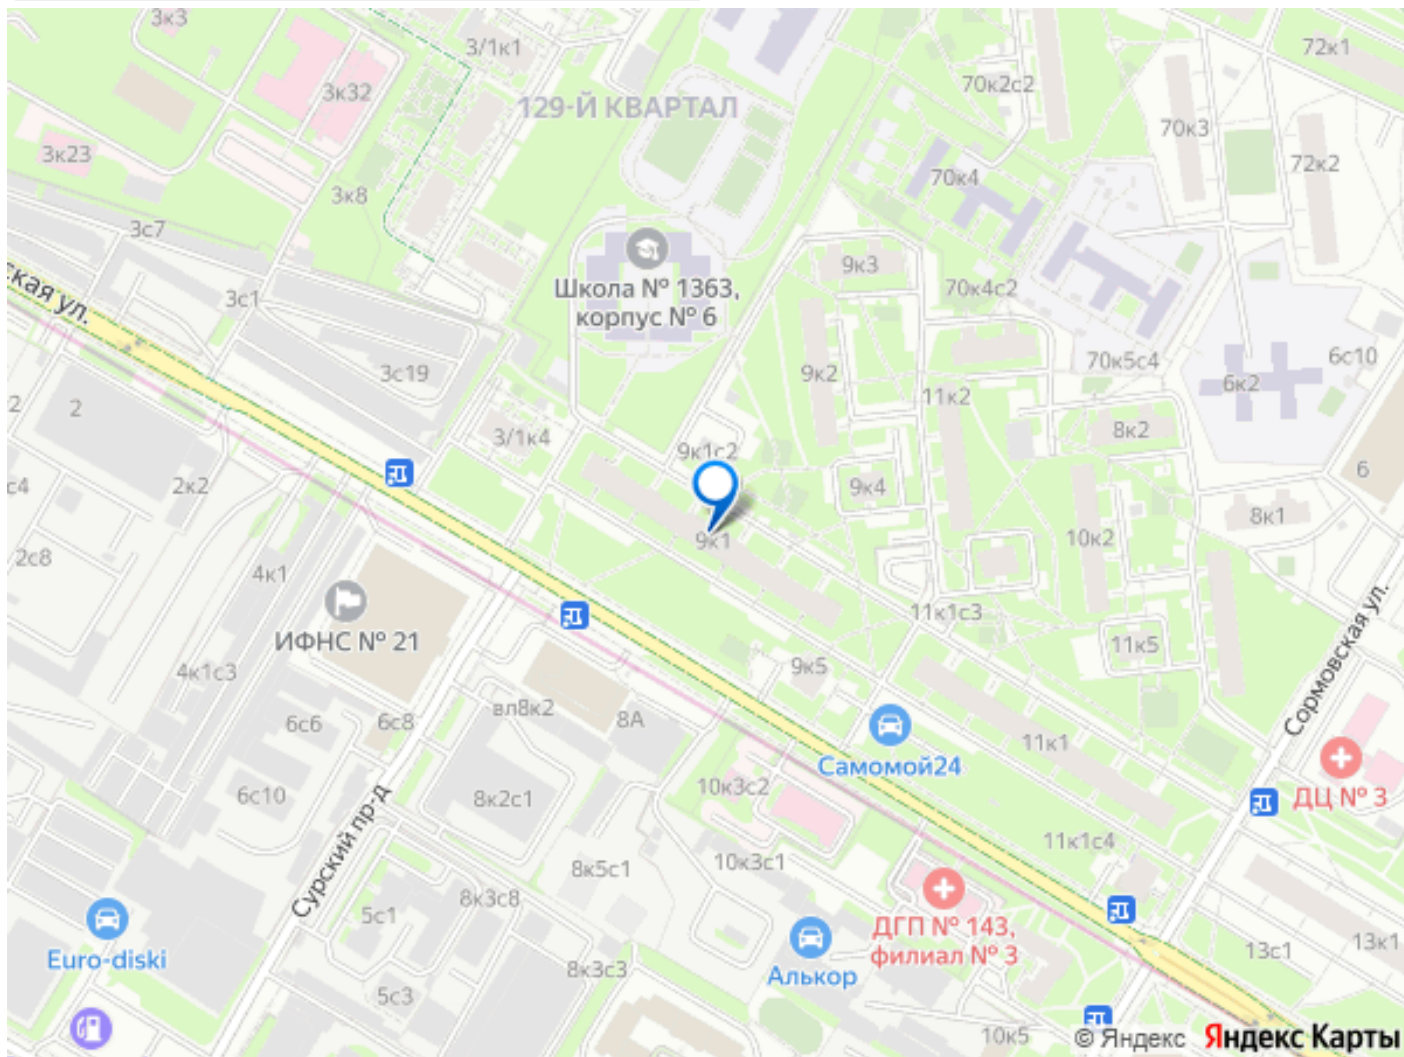 3к3
3/1к1
72к1
3к32
129-Й КВАРТАЛ
70к2с2
70к3
3к23
72к2
70к4
3к8
3с7
9к3
70к4с2
Школа № 1363,
корпус № 6
3с1
ская ул.
3с19
9к2
70к5с4
6с10
6к2
11к2
2
2
3/1к4
8к2
9к1с2
6
2к2
с4
9к4
8к1
9к1
10к2
2с8
4к1
11к1с3
ИФНС № 21
11к5
Сормовская ул.
4к1с3
9к5
вл8к2
6с6
6с8
8А
11к1
Самомой24
10к3с2
6с10
8к2с1
ДЦ № 3
Сурский пр-д
11к1с4
10к3с1
8к5с1
8к3с8
5с1
ДГП № 143,
филиал № 3
13к1
13с1
Euro-diski
8к3с3
Алькор
5с3
10к5
© Яндекс Яндекс Карты